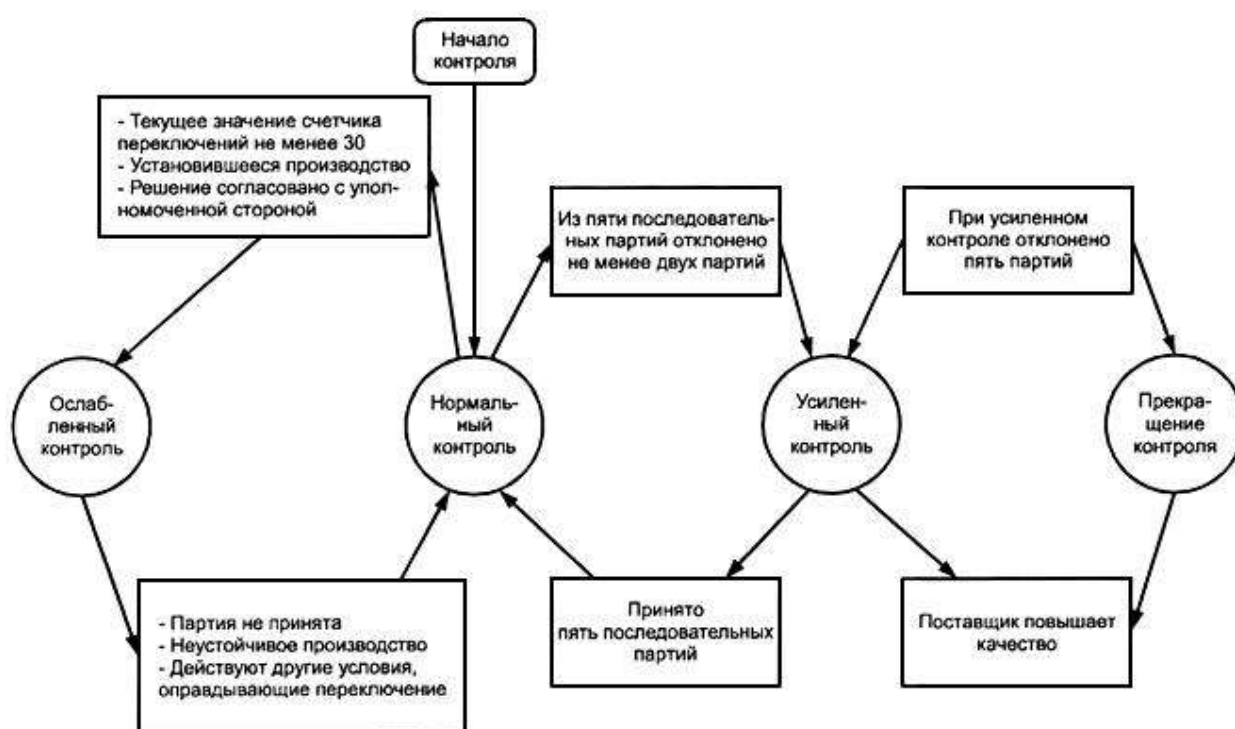 Начало
контроля
- Текущее значение счетчика
переключений не менее 30
- Установившееся производство
- Решение согласовано с упол-
номоченной стороной
Из пяти последователь-
ных партий отклонено
не менее двух партий
При усиленном
контроле отклонено
пять партий
Ослаб-
ленный
контроль
Нормаль-
ный
контроль
Усилен-
ный
контроль
Прекра-
щение
контроля
- Партия не принята
- Неустойчивое производство
- Действуют другие условия,
оправдывающие переключение
Принято
пять последовательных
партий
Поставщик повышает
качество